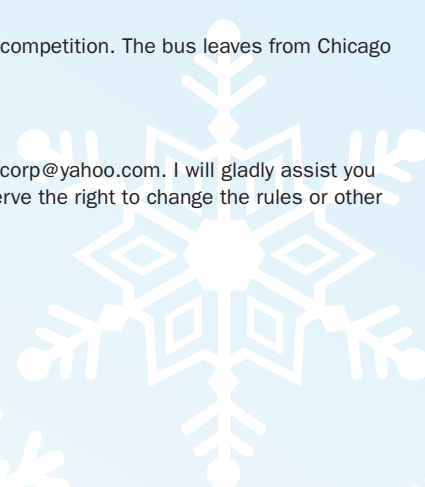 competition. The bus leaves from Chicago
corp@yahoo.com. I will gladly assist you
erve the right to change the rules or other